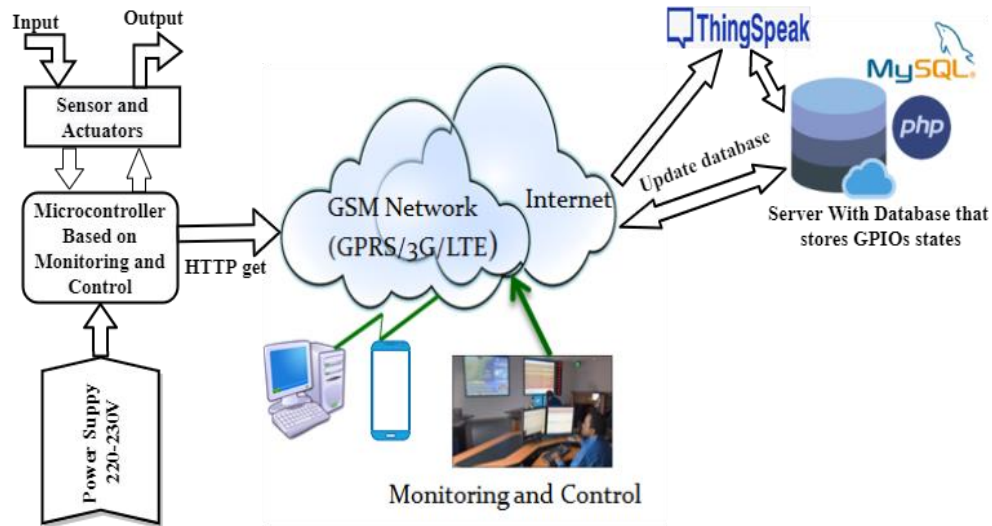 Input
Output
Sensor and
Actuators
Microcontroller
Based on
Monitoring and
Control
HTTP get
Power Suppy
220-230V
GSM Network
(GPRS/3G/LTE)
Internet
Monitoring and Control
ThingSpeak
Update database
MySQL®
php
Server With Database that
stores GPIOs states